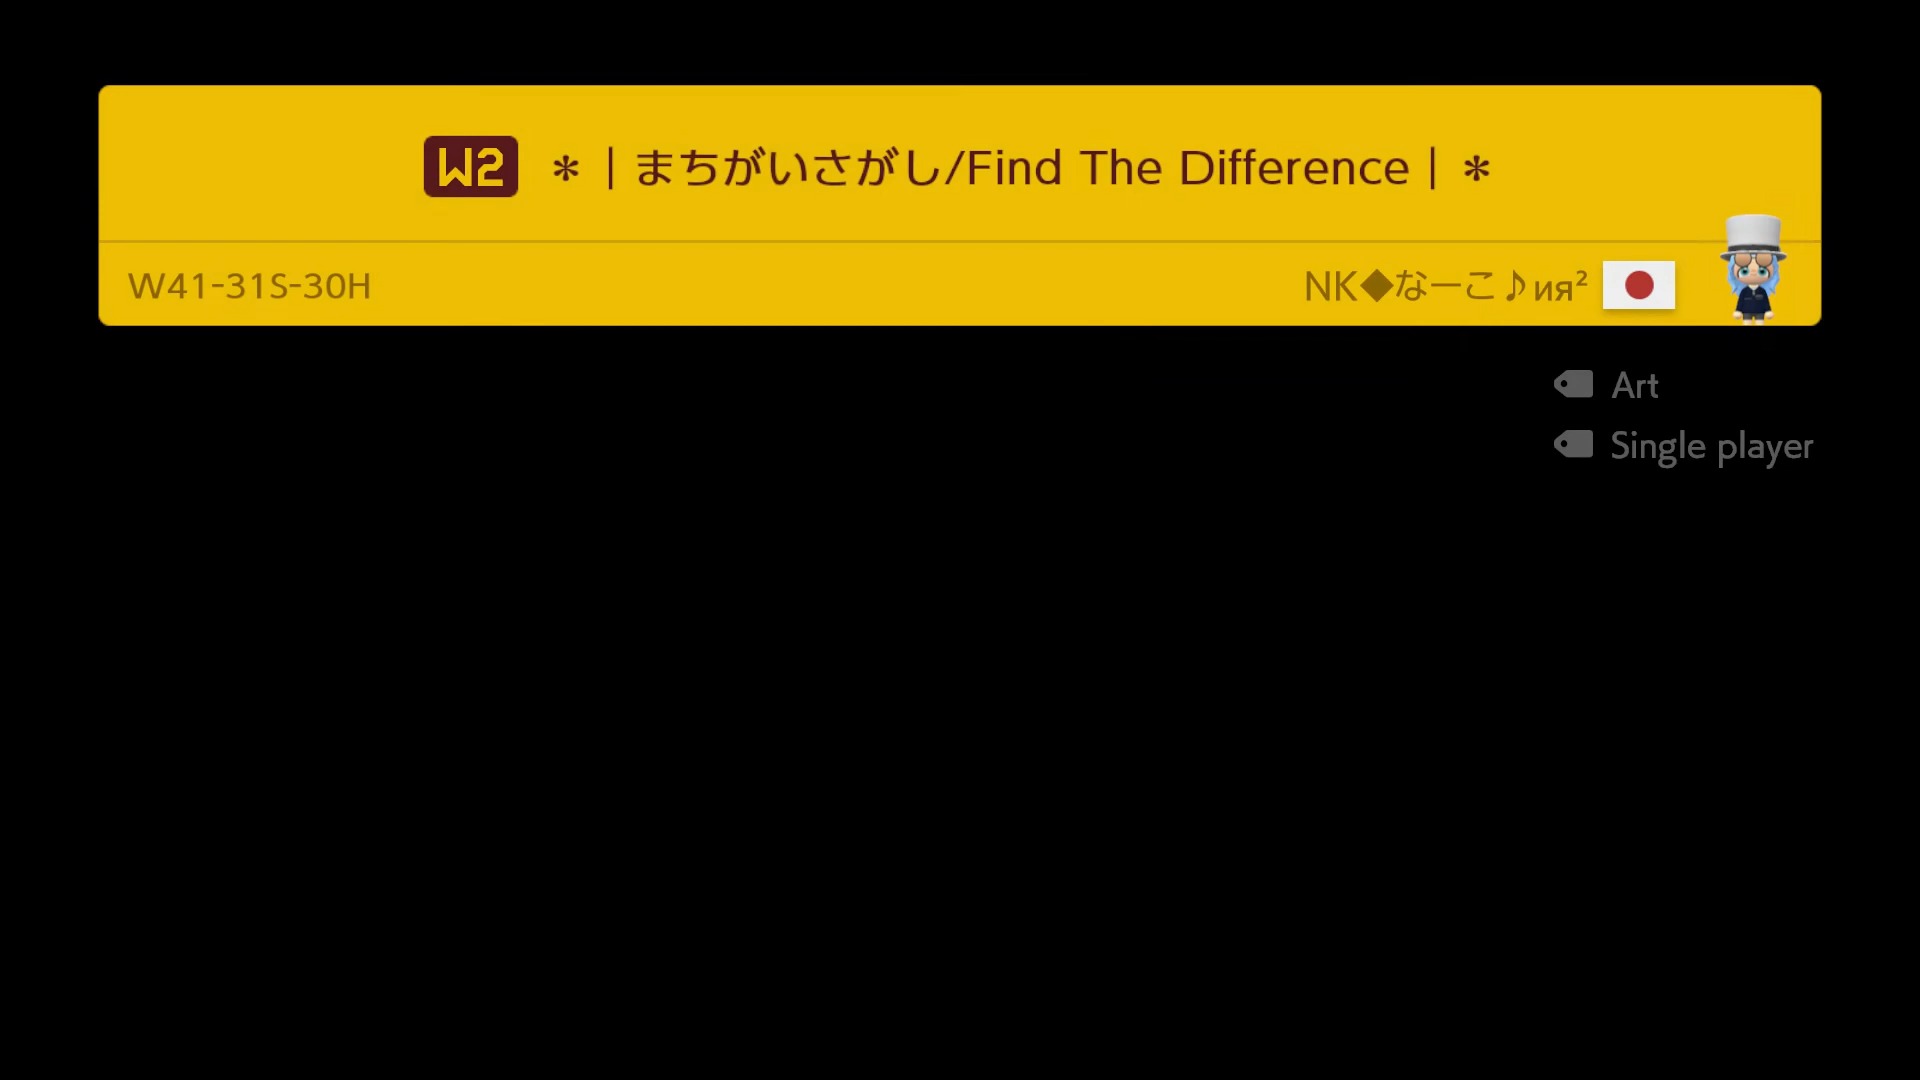 W2 *｜まちがいさがし/Find The Difference｜*
W41-31S-30H
NK◆なーこ♪ия²
Art
Single player